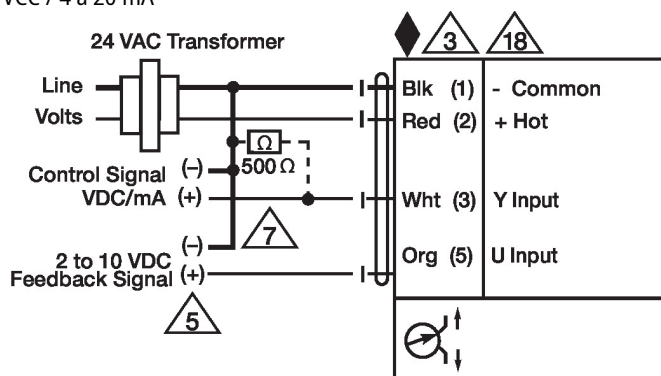 VCC / 4 à 20 mA
24 VAC Transformer
3
18
Line
Volts
Blk (1) - Common
Red (2) + Hot
Ω
500 Ω
Control Signal (-)
VDC/mA (+)
Wht (3) Y Input
7
(-)
2 to 10 VDC
Feedback Signal (+)
Org (5) U Input
5